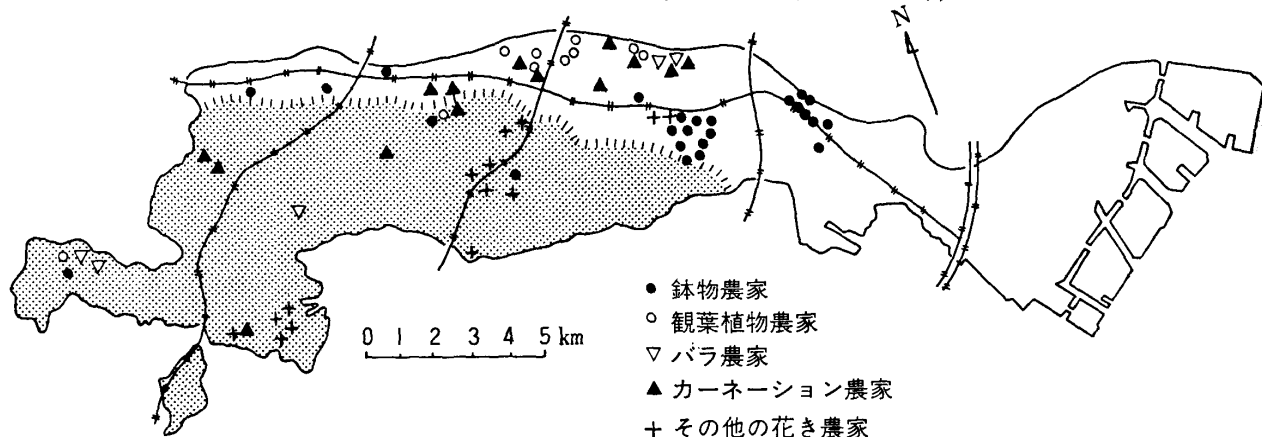 N
0 1 2 3 4 5 km
● 鉢物農家
○ 観葉植物農家
▽ バラ農家
▲ カーネーション農家
+ その他の花き農家